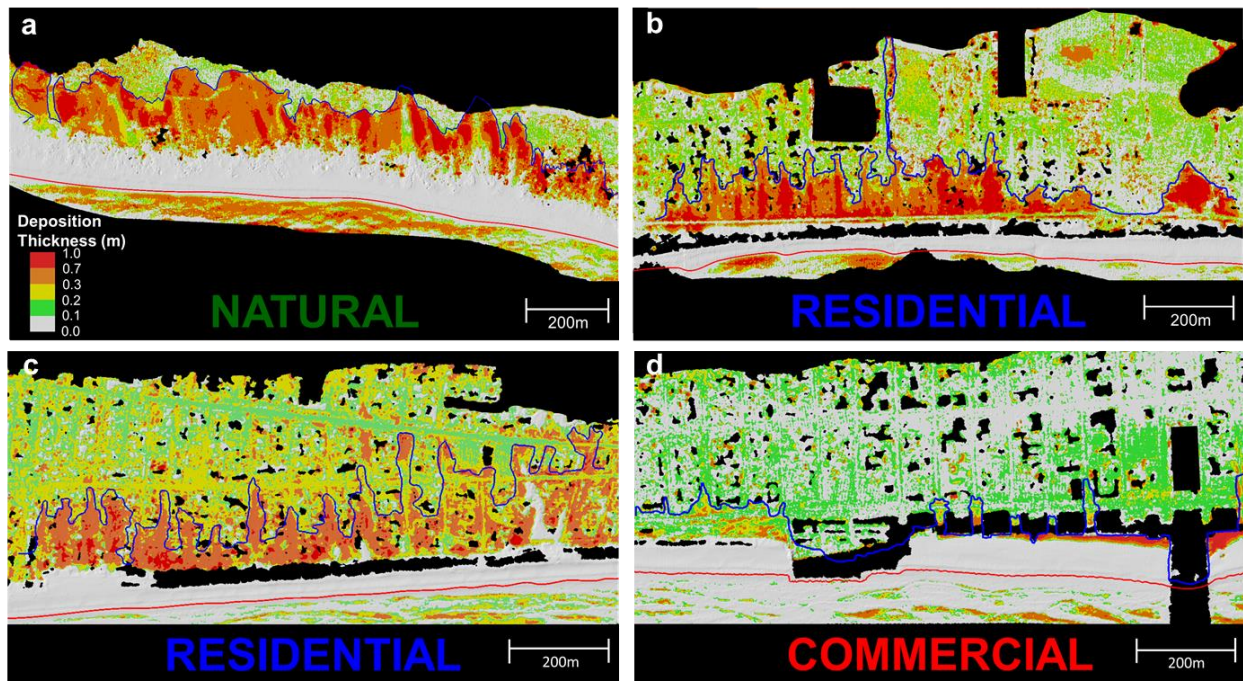 a
Deposition
Thickness (m)
1.0
0.7
0.3
0.2
0.1
0.0
NATURAL
200m
b
RESIDENTIAL
200m
c
RESIDENTIAL
200m
d
COMMERCIAL
200m